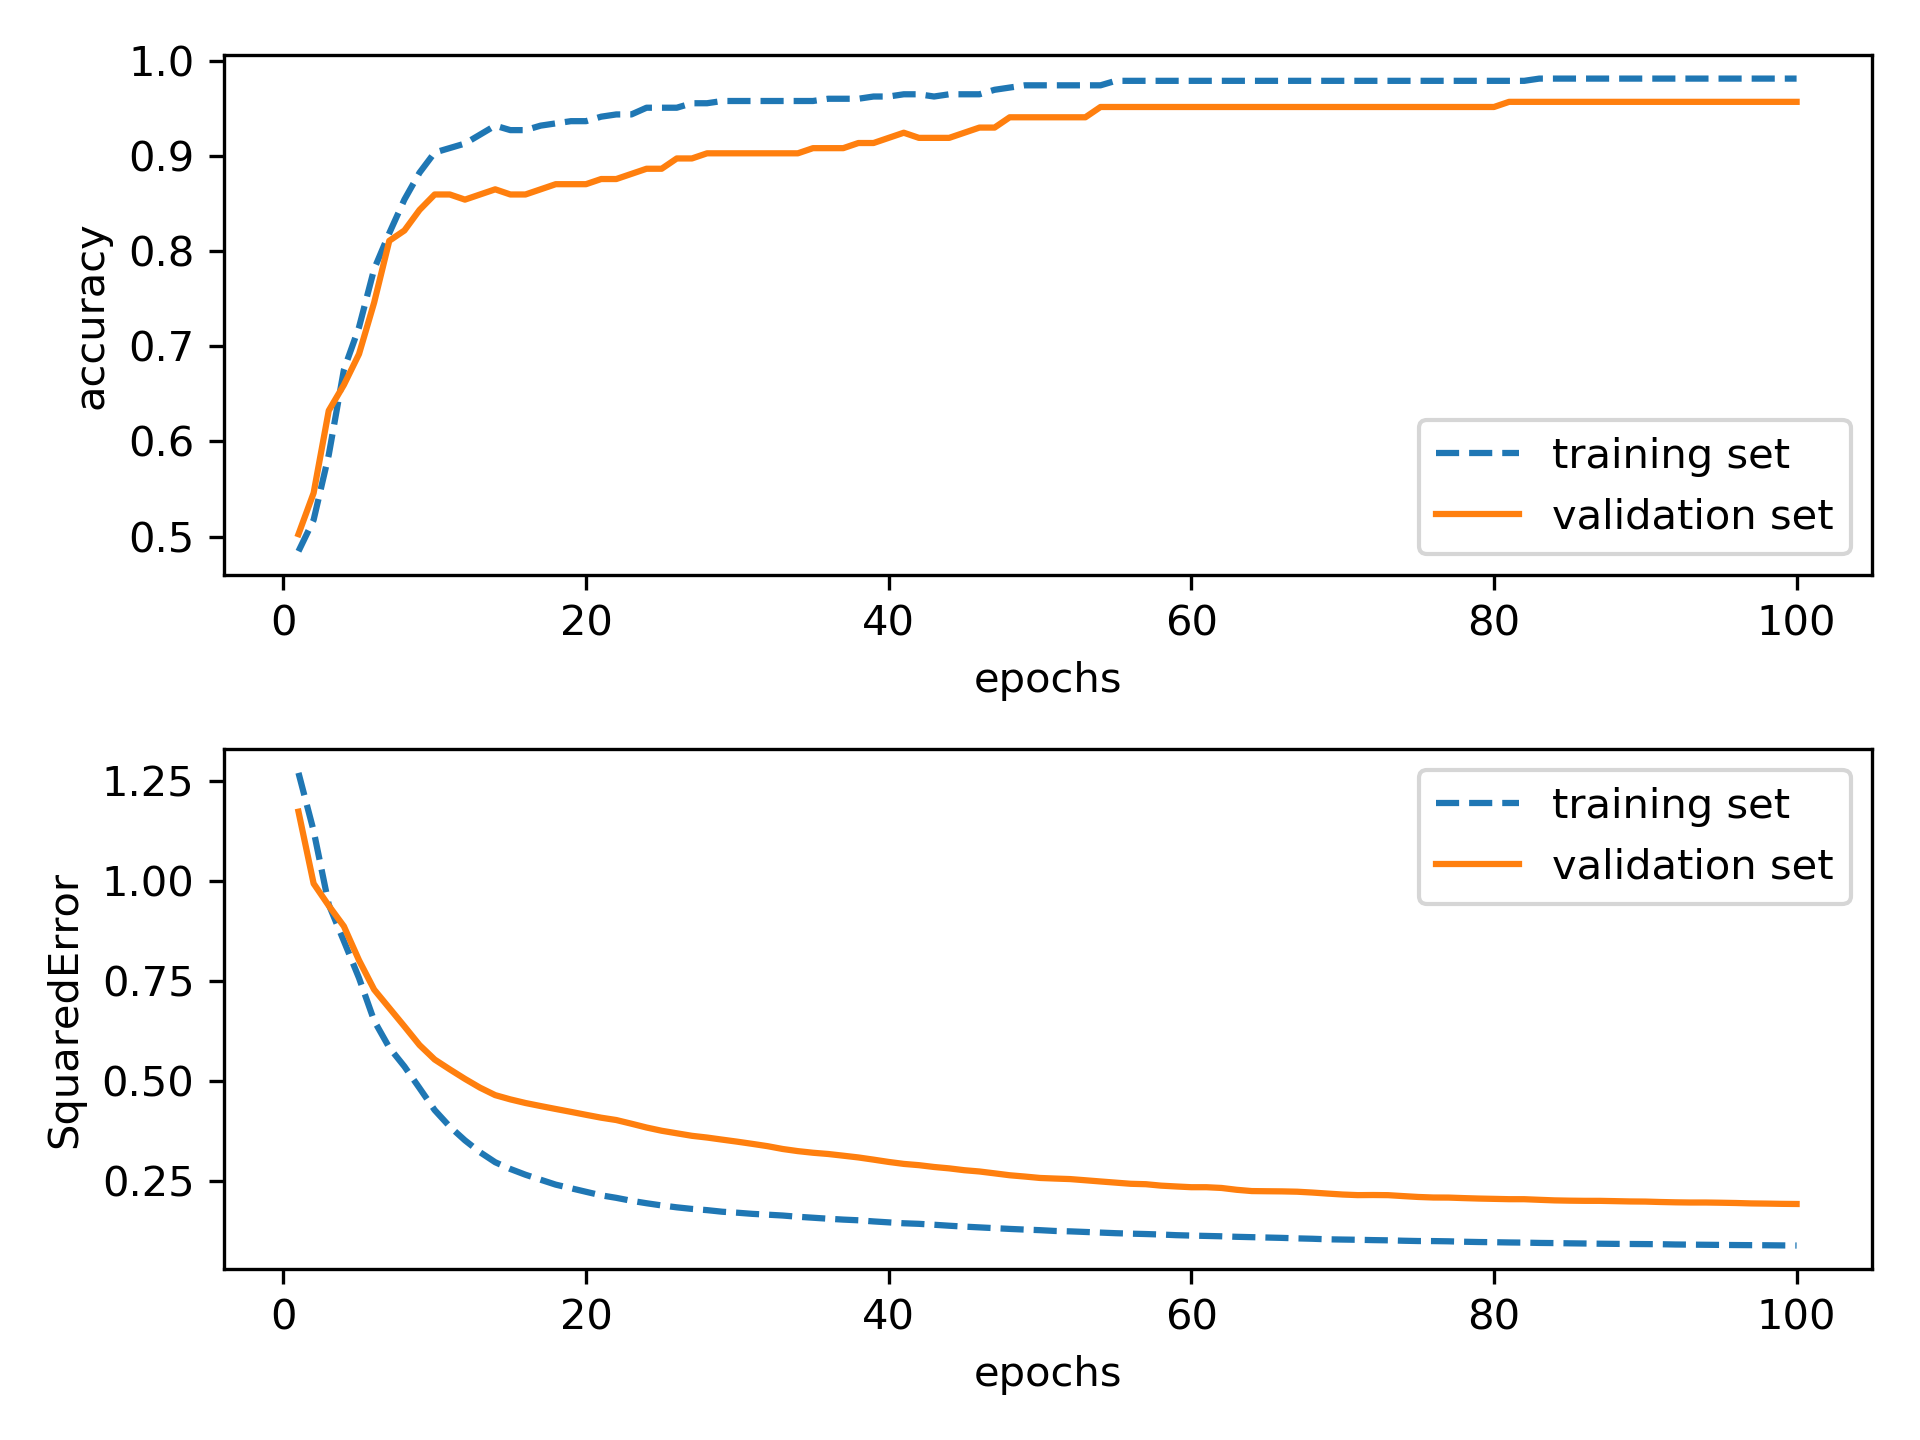 1.0
0.9
0.8
0.7
0.6
0.5
accuracy
training set
validation set
0 20 40 60 80 100
epochs
1.25
1.00
0.75
0.50
0.25
SquaredError
training set
validation set
0 20 40 60 80 100
epochs